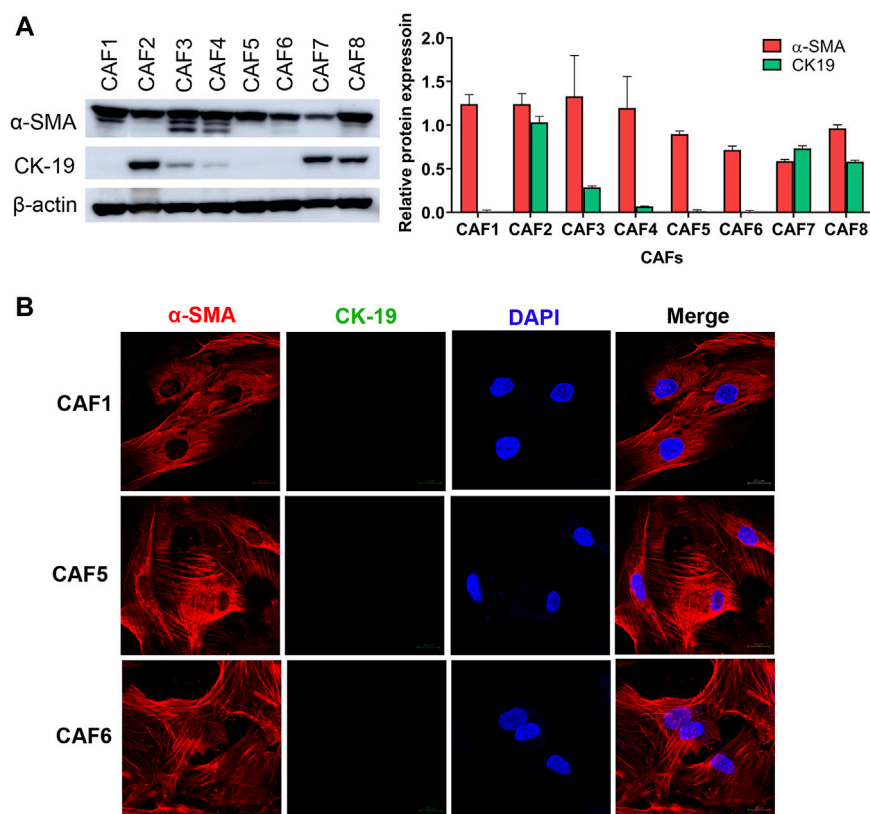 A
CAF1 CAF2 CAF3 CAF4 CAF5 CAF6 CAF7 CAF8
α-SMA
CK-19
β-actin
Relative protein expressoin
2.0
1.5
1.0
0.5
0.0
α-SMA
CK19
CAF1 CAF2 CAF3 CAF4 CAF5 CAF6 CAF7 CAF8
CAFs
B
α-SMA CK-19 DAPI Merge
CAF1
CAF5
CAF6